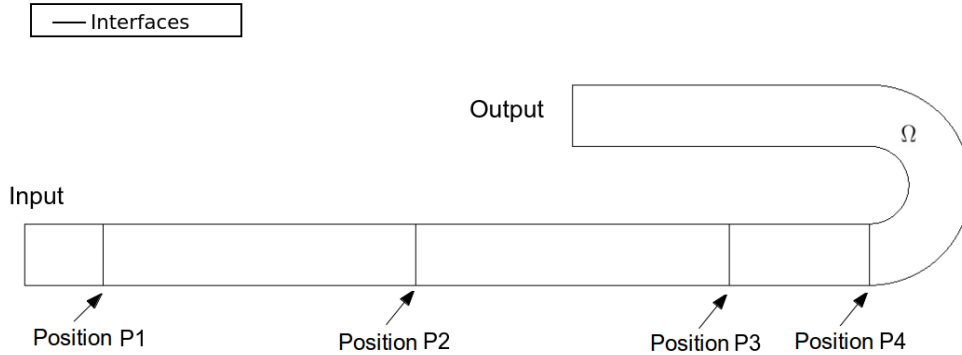 Interfaces
Output
Ω
Input
Position P1
Position P2
Position P3
Position P4